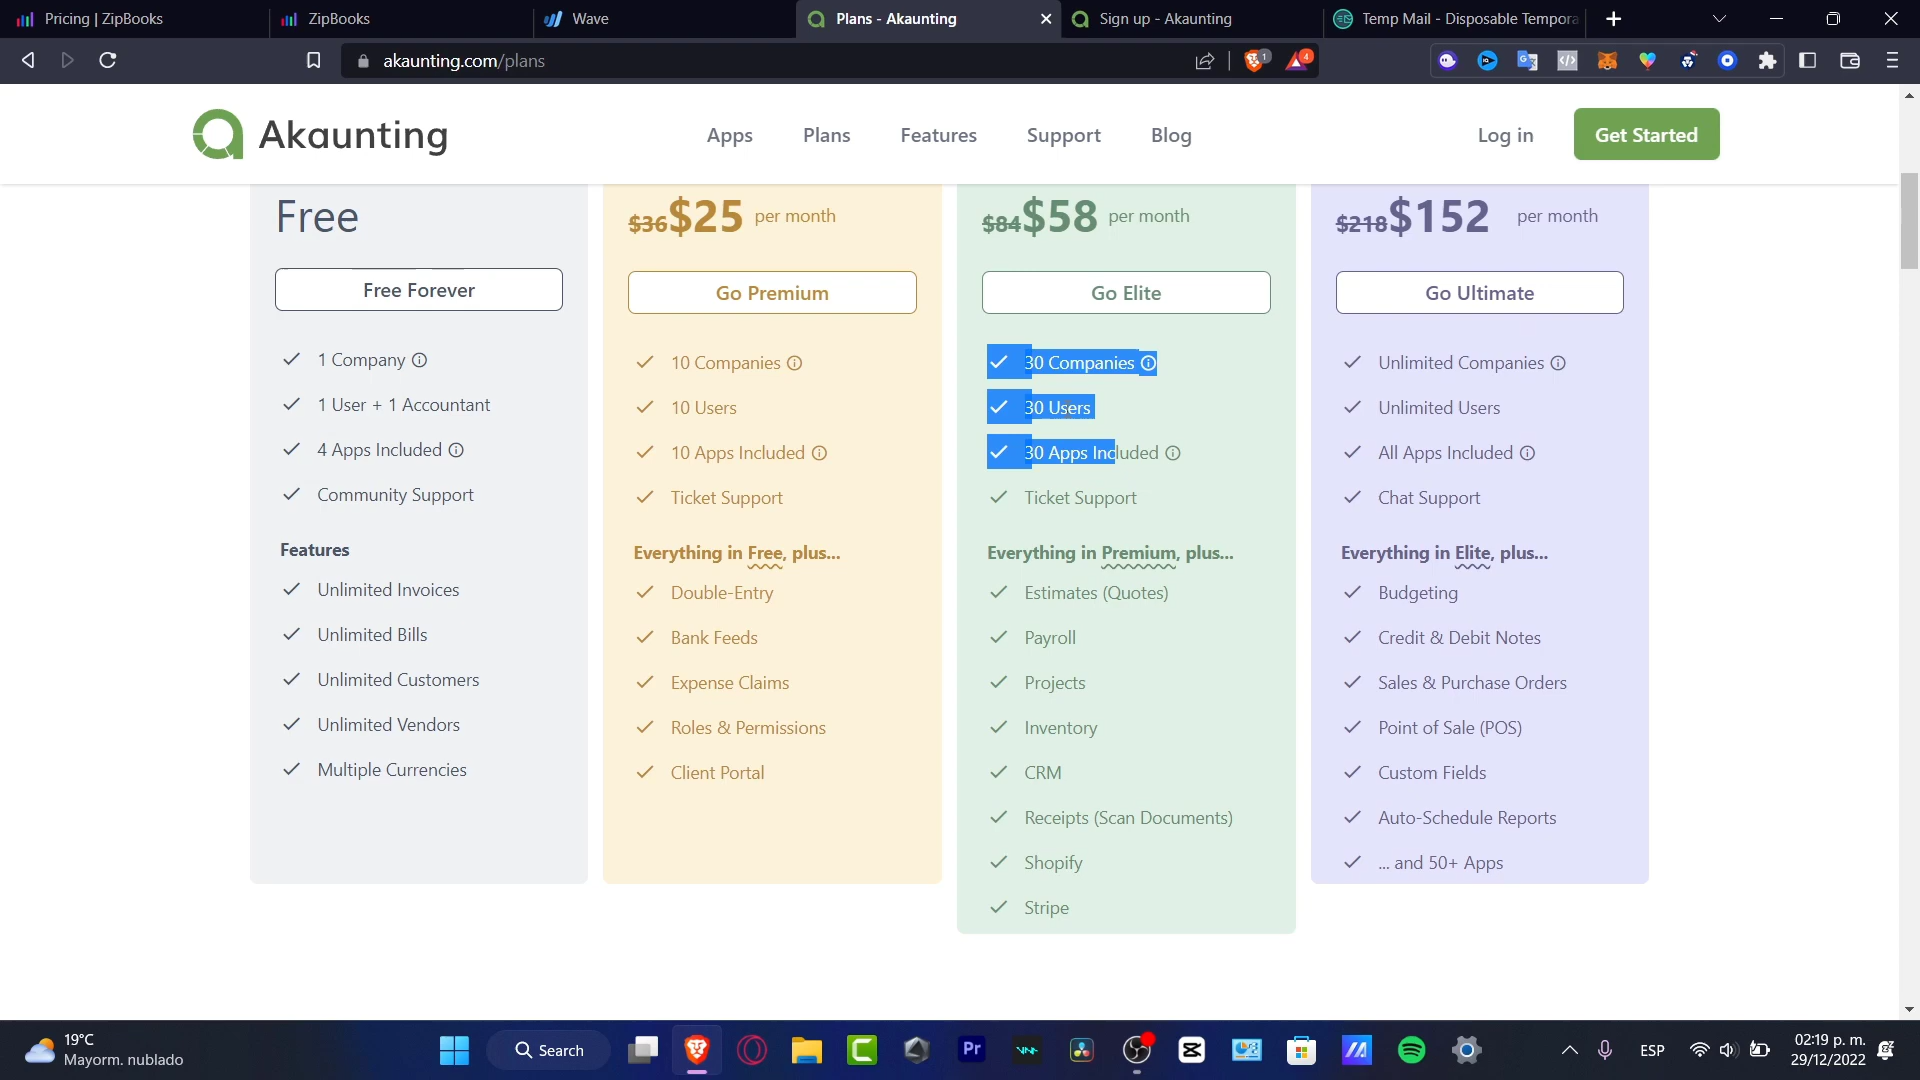 Pricing | ZipBooks
ZipBooks
Wave
Plans - Akaunting
Sign up - Akaunting
Temp Mail - Disposable Tempora
akaunting.com/plans
1
4
Akaunting
Apps
Plans
Features
Support
Blog
Log in
Get Started
Free
Free Forever
1 Company
1 User + 1 Accountant
4 Apps Included
Community Support
Features
Unlimited Invoices
Unlimited Bills
Unlimited Customers
Unlimited Vendors
Multiple Currencies
$36 $25 per month
Go Premium
10 Companies
10 Users
10 Apps Included
Ticket Support
Everything in Free, plus...
Double-Entry
Bank Feeds
Expense Claims
Roles & Permissions
Client Portal
$84 $58 per month
Go Elite
30 Companies
30 Users
30 Apps Included
Ticket Support
Everything in Premium, plus...
Estimates (Quotes)
Payroll
Projects
Inventory
CRM
Receipts (Scan Documents)
Shopify
Stripe
$218 $152 per month
Go Ultimate
Unlimited Companies
Unlimited Users
All Apps Included
Chat Support
Everything in Elite, plus...
Budgeting
Credit & Debit Notes
Sales & Purchase Orders
Point of Sale (POS)
Custom Fields
Auto-Schedule Reports
... and 50+ Apps
19°C
Mayorm. nublado
Search
Pr
ESP
02:19 p. m.
29/12/2022